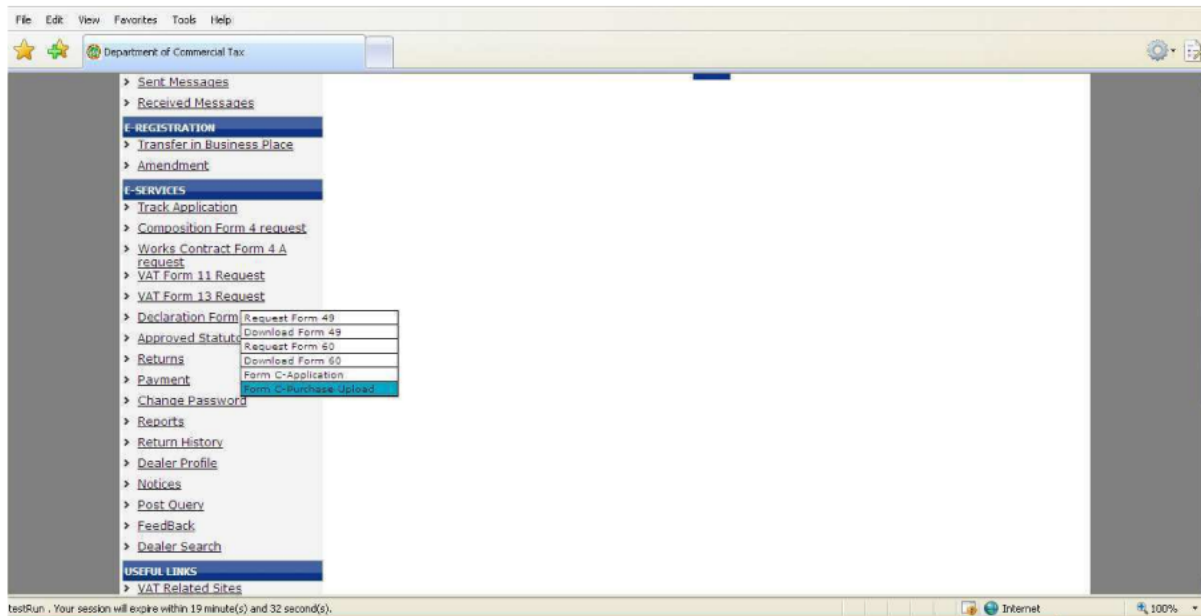 File Edit View Favorites Tools Help
Department of Commercial Tax
Sent Messages
Received Messages
E-REGISTRATION
Transfer in Business Place
Amendment
E-SERVICES
Track Application
Composition Form 4 request
Works Contract Form 4 A
request
VAT Form 11 Request
VAT Form 13 Request
Declaration Form
Request Form 49
Download Form 49
Request Form 60
Download Form 60
Form C-Application
Form C-Purchase Upload
Approved Statuto
Returns
Payment
Change Password
Reports
Return History
Dealer Profile
Notices
Post Query
FeedBack
Dealer Search
USEFUL LINKS
VAT Related Sites
testRun . Your session will expire within 19 minute(s) and 32 second(s).
Internet
100%